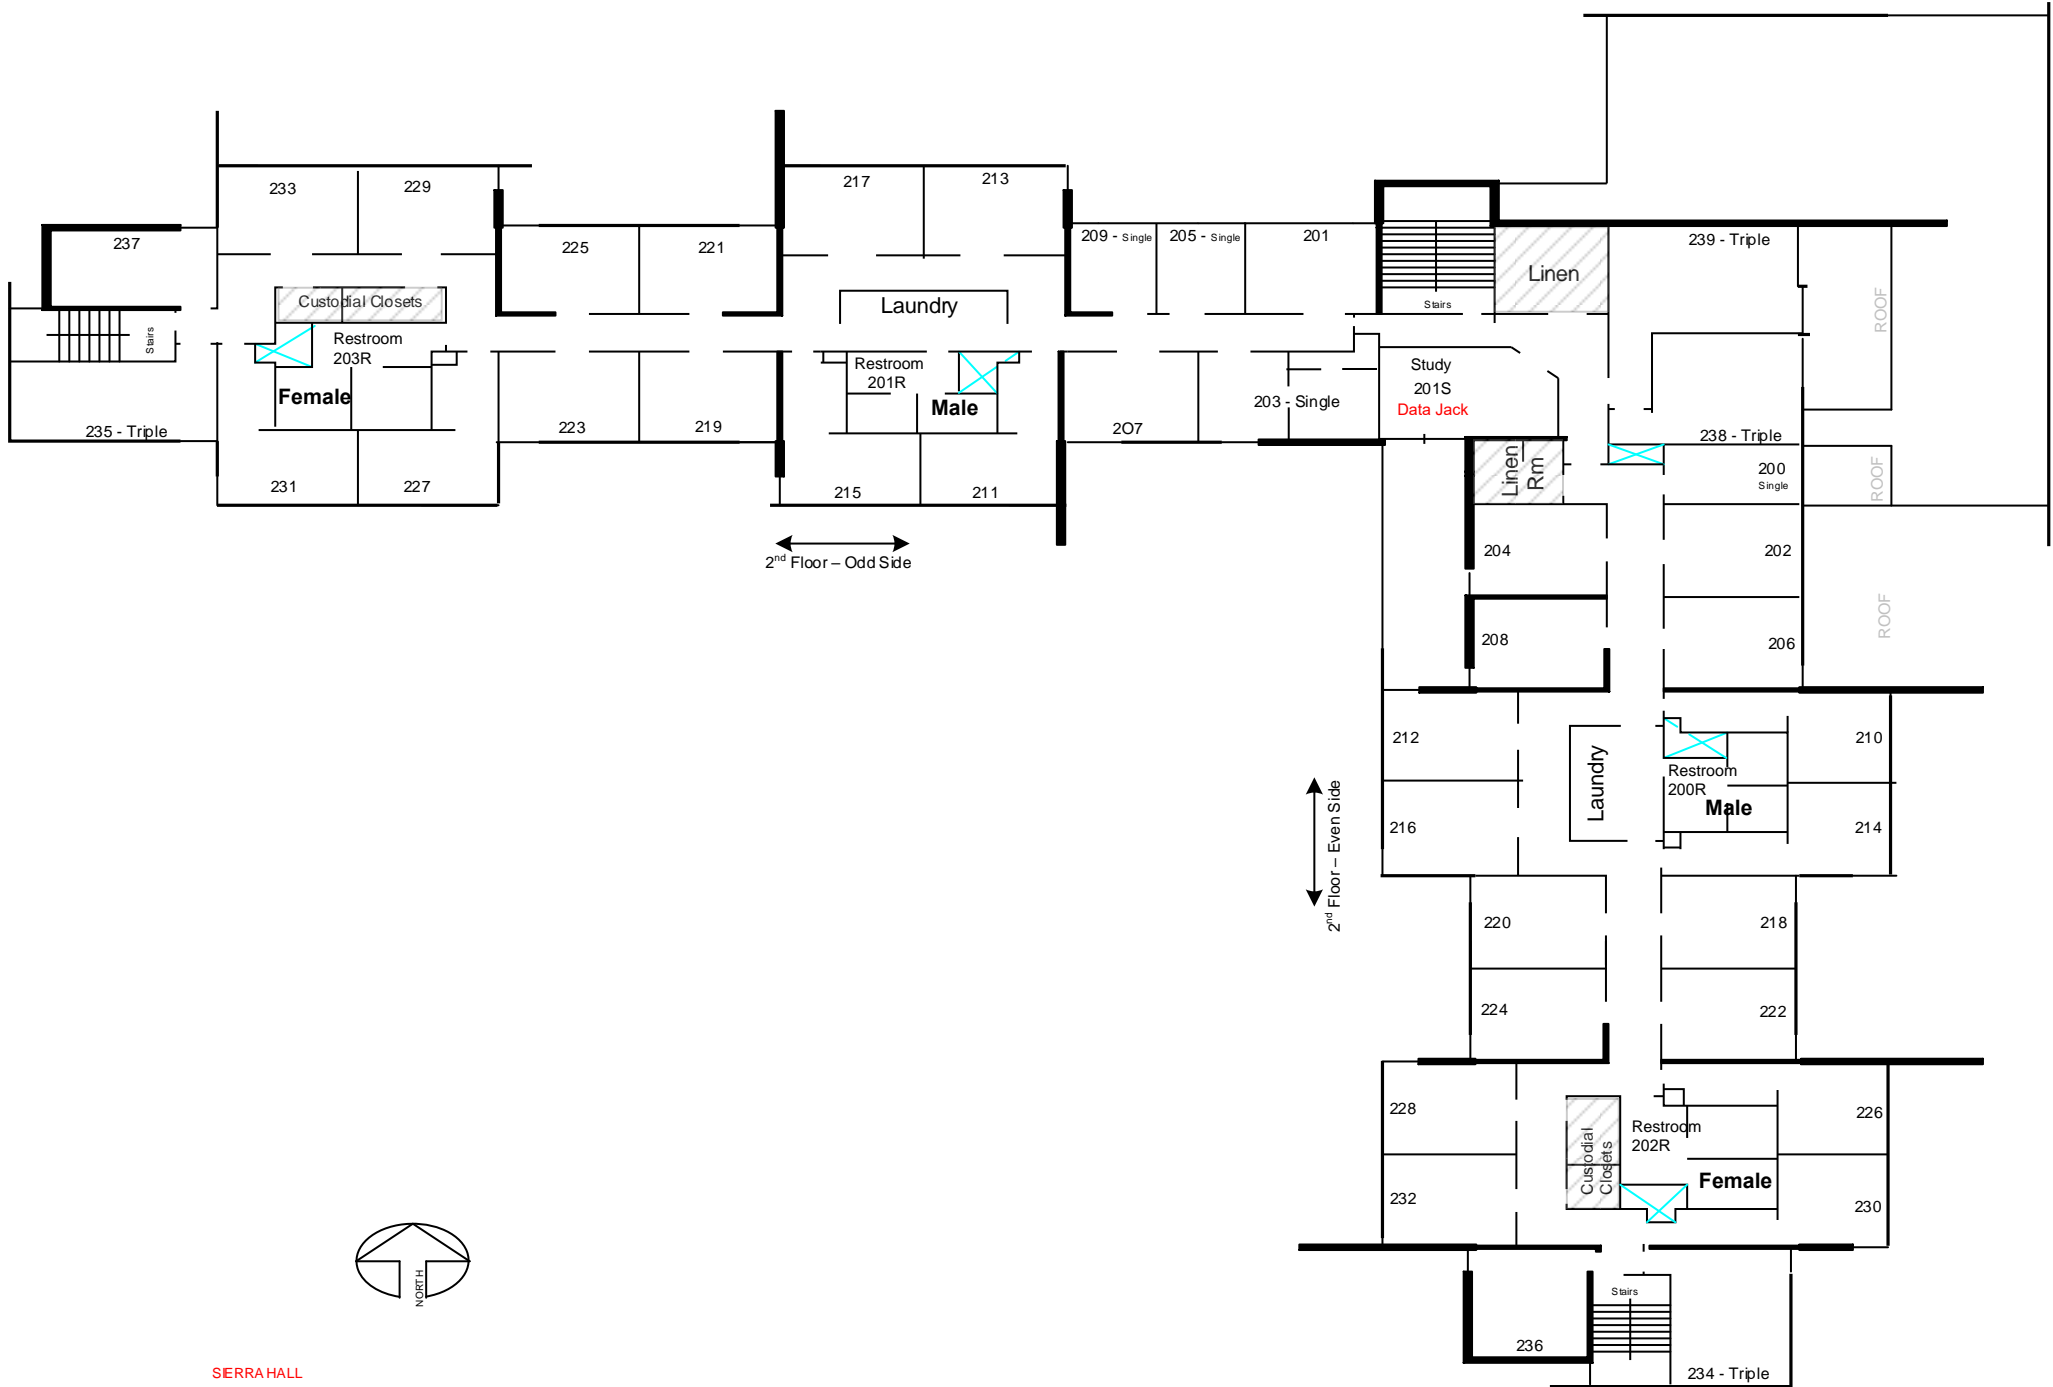 233
229
217
213
237
225
221
209 - Single
205 - Single
201
239 - Triple
Linen
Custodial Closets
Laundry
Stairs
ROOF
Stairs
Restroom
203R
Restroom
201R
Study
201S
Data Jack
Female
Male
203 - Single
235 - Triple
223
219
2O7
238 - Triple
231
227
215
211
Linen
Rm
200
Single
ROOF
2nd Floor – Odd Side
204
202
ROOF
208
206
212
210
Laundry
Restroom
200R
Male
2nd Floor – Even Side
216
214
220
218
224
222
228
226
Custodial
Closets
Restroom
202R
Female
232
230
NORTH
Stairs
236
234 - Triple
SIERRA HALL